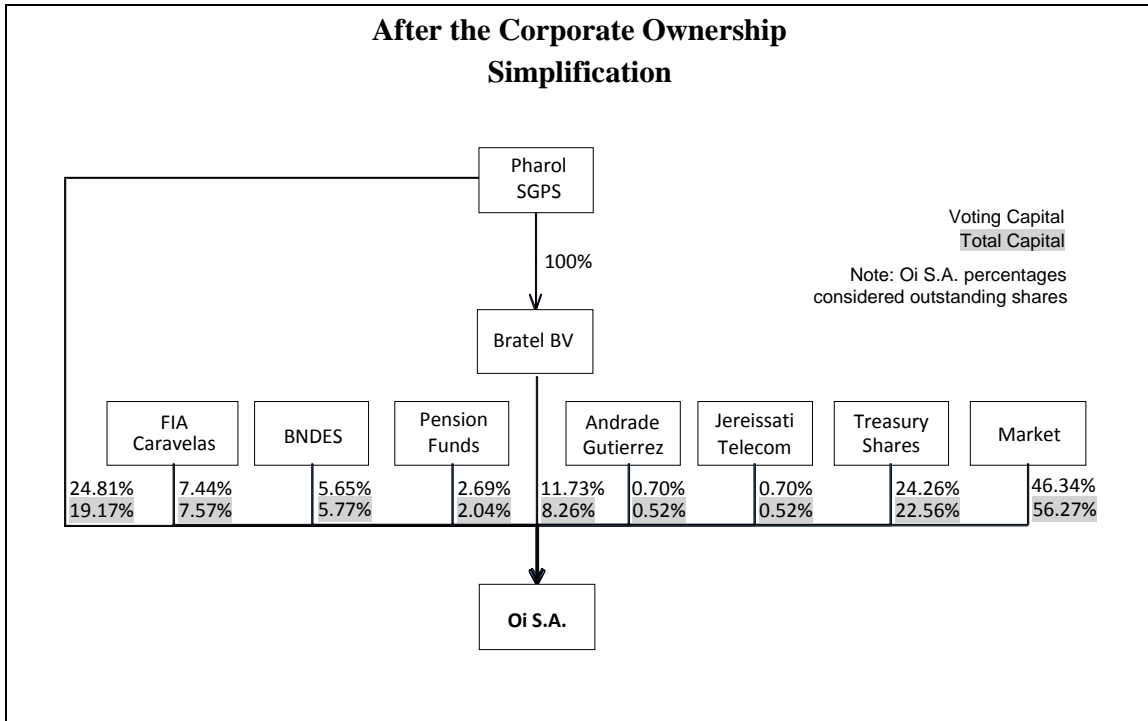 After the Corporate Ownership
Simplification
Pharol
SGPS
Voting Capital
Total Capital
100%
Note: Oi S.A. percentages
considered outstanding shares
Bratel BV
FIA
Caravelas
BNDES
Pension
Funds
Andrade
Gutierrez
Jereissati
Telecom
Treasury
Shares
Market
24.81% 7.44% 5.65% 2.69% 11.73% 0.70% 0.70% 24.26% 46.34%
19.17% 7.57% 5.77% 2.04% 8.26% 0.52% 0.52% 22.56% 56.27%
Oi S.A.